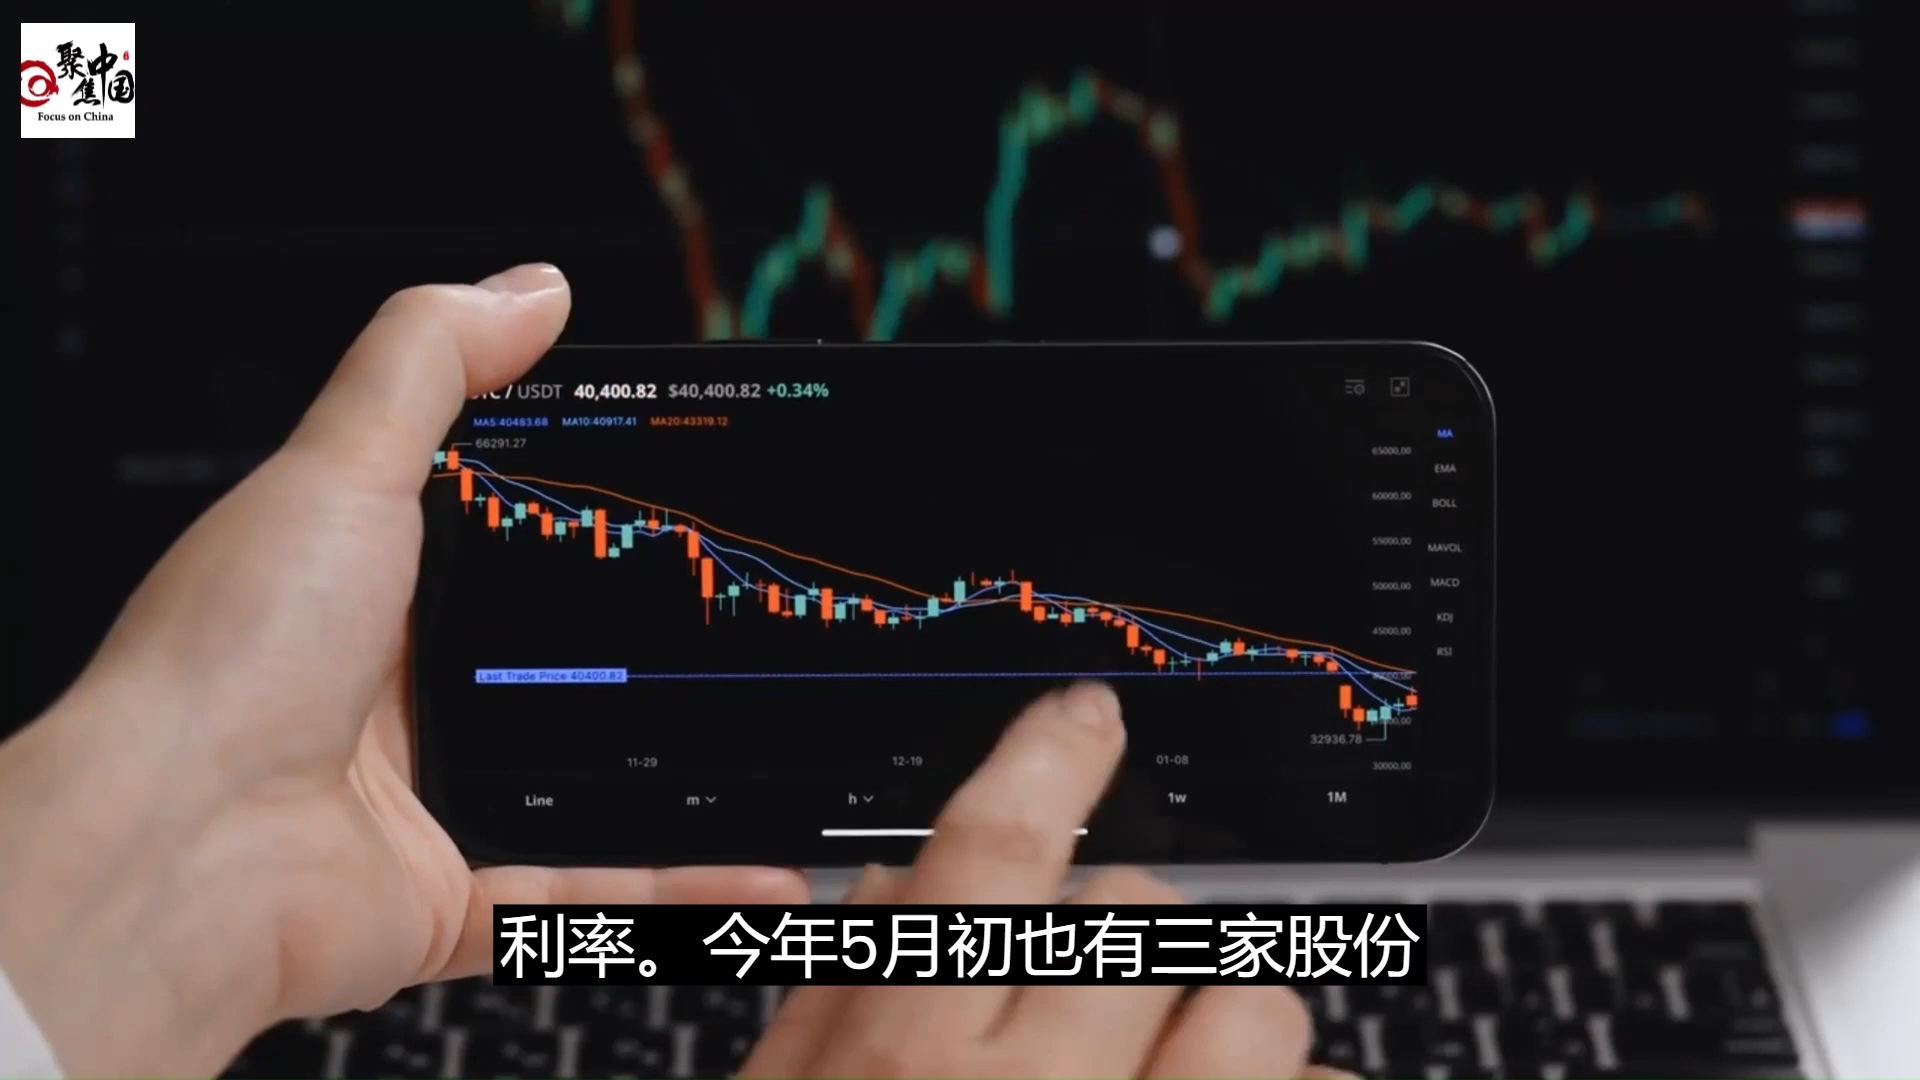 聚焦中国
Focus on China
/ USDT 40,400.82 $40,400.82 +0.34%
MA5:40483.68 MA10:40917.41 MA20:43319.12
66291.27
65000.00
60000.00
55000.00
50000.00
45000.00
30000.00
MA
EMA
BOLL
MAVOL
MACD
KDJ
RSI
Last Trade Price 40400.82
32936.78
11-29 12-19 01-08
Line m h 1w 1M
利率。今年5月初也有三家股份